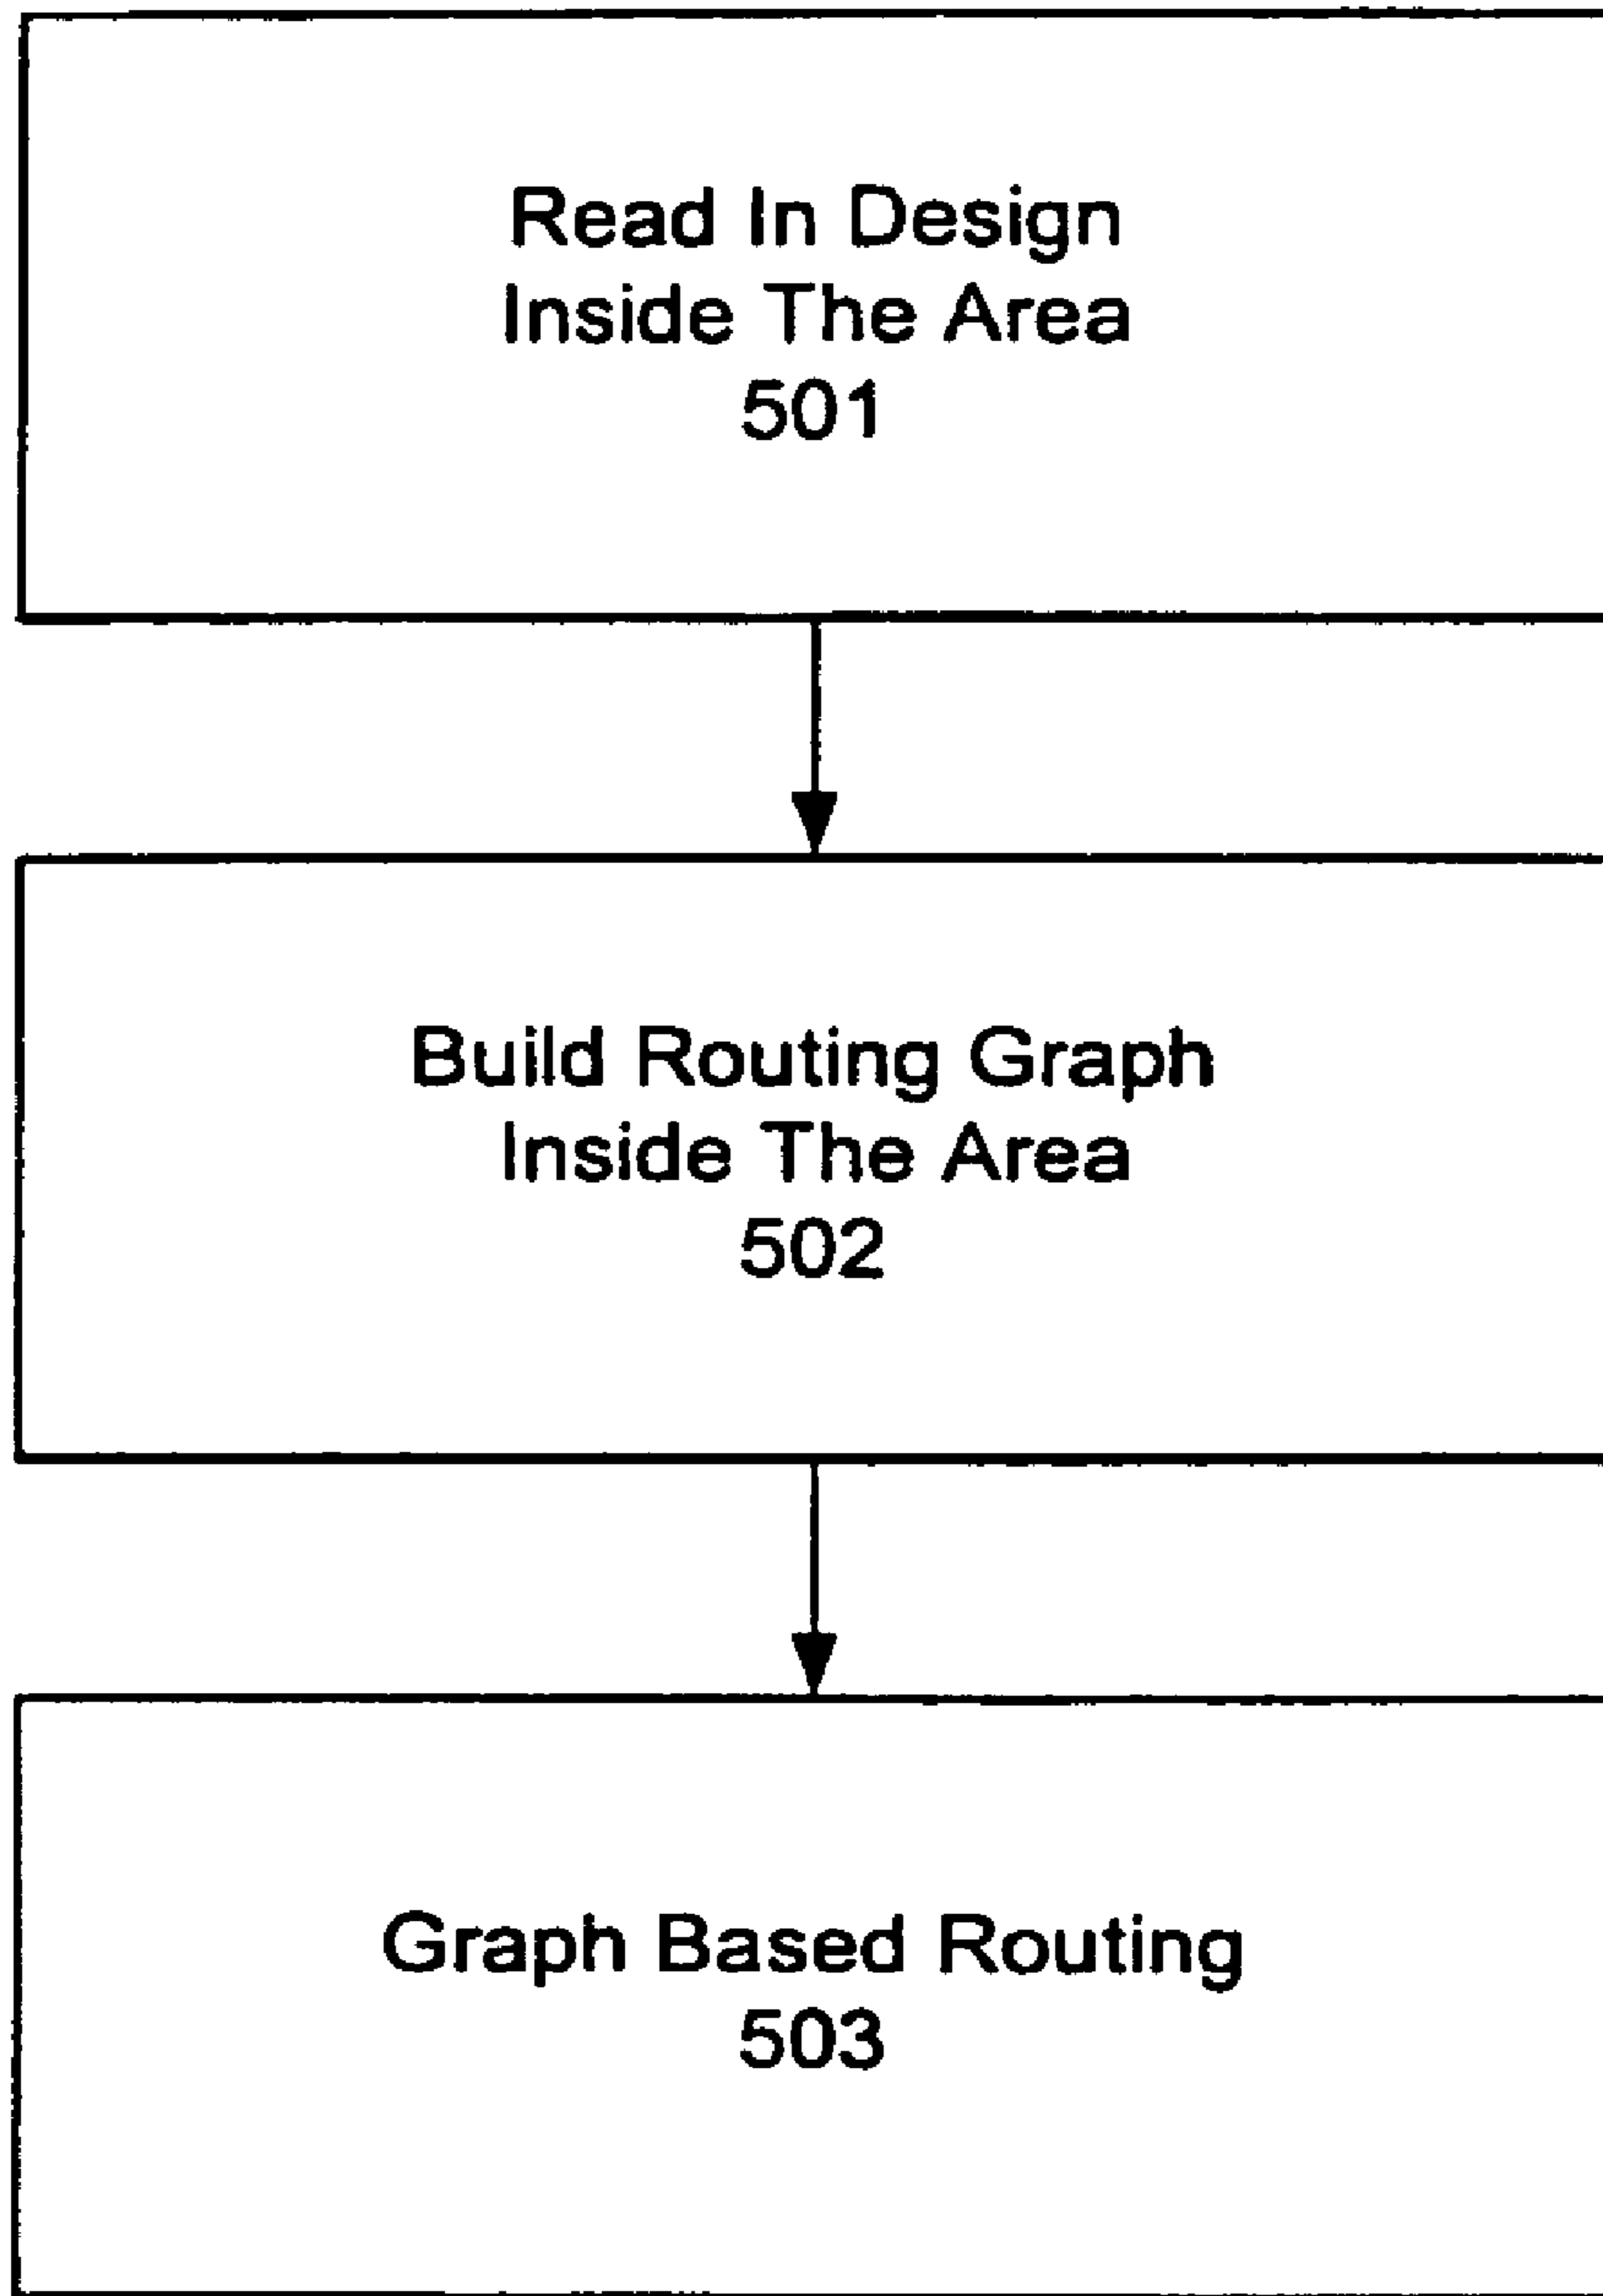 Read In Design
Inside The Area
501
Build Routing Graph
Inside The Area
502
Graph Based Routing
503